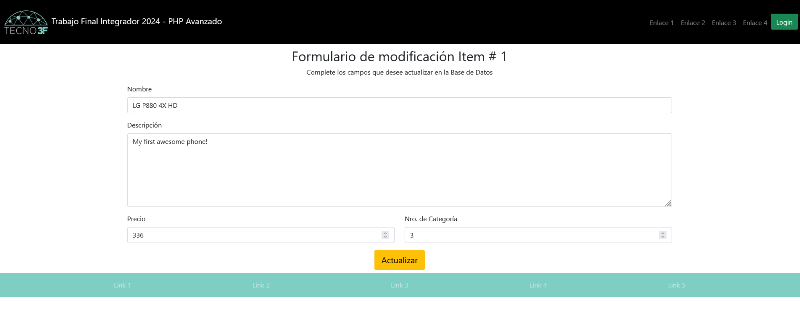 TECNO3F
Trabajo Final Integrador 2024 - PHP Avanzado
Enlace 1 Enlace 2 Enlace 3 Enlace 4 Login
Formulario de modificación Item # 1
Complete los campos que desee actualizar en la Base de Datos
Nombre
LG P880 4X HD
Descripción
My first awesome phone!
Precio Nro. de Categoría
336 3
Actualizar
Link 1 Link 2 Link 3 Link 4 Link 5